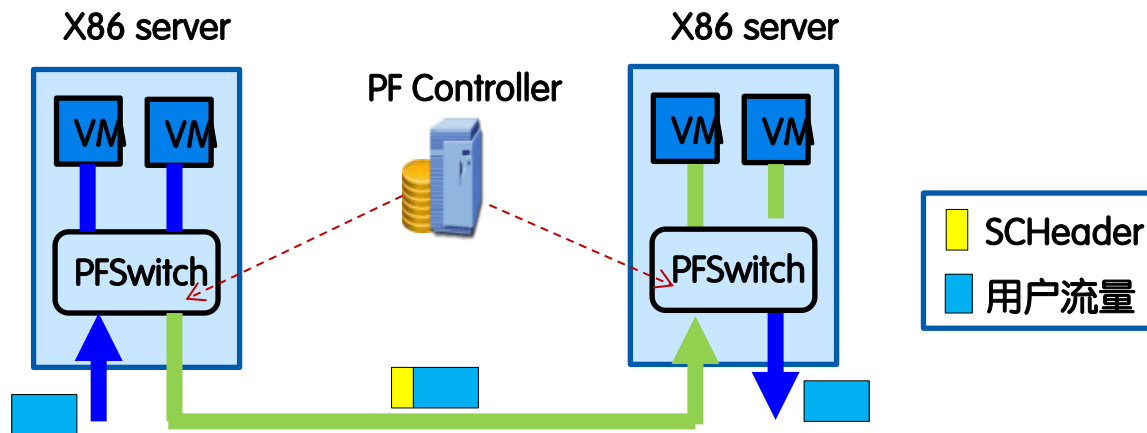 X86 server
X86 server
PF Controller
VM
VM
VM
VM
PFSwitch
PFSwitch
SCHeader
用户流量